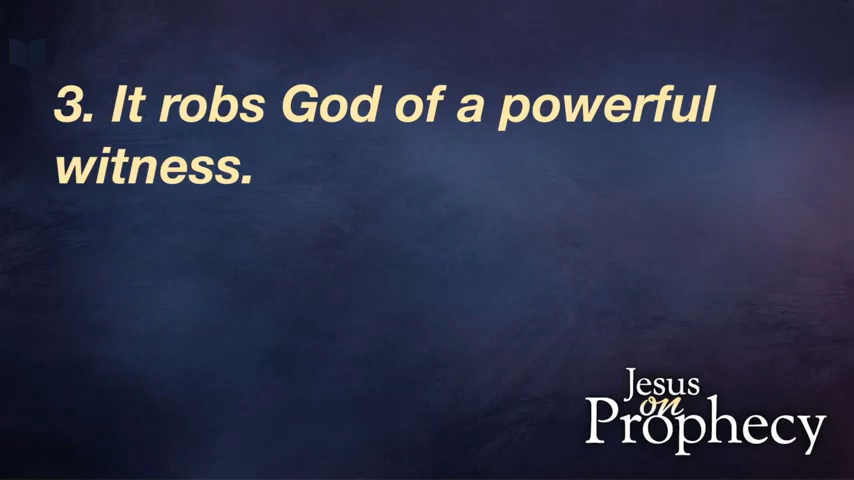 3. It robs God of a powerful
witness.
Jesus
on
Prophecy